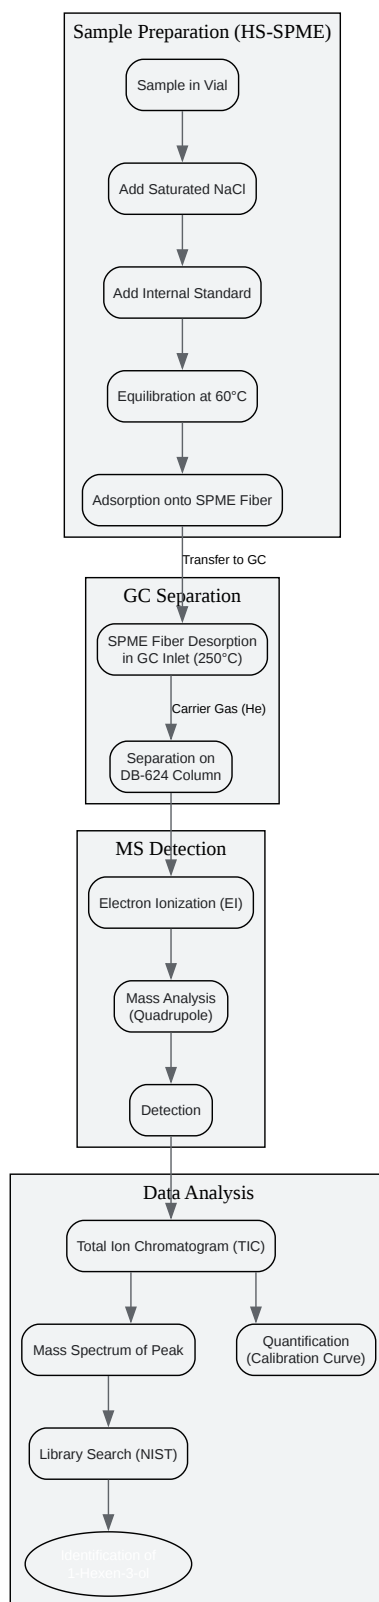 Sample Preparation (HS-SPME)
Sample in Vial
Add Saturated NaCl
Add Internal Standard
Equilibration at 60°C
Adsorption onto SPME Fiber
Transfer to GC
GC Separation
SPME Fiber Desorption
in GC Inlet (250°C)
Carrier Gas (He)
Separation on
DB-624 Column
MS Detection
Electron Ionization (EI)
Mass Analysis
(Quadrupole)
Detection
Data Analysis
Total Ion Chromatogram (TIC)
Mass Spectrum of Peak
Quantification
(Calibration Curve)
Library Search (NIST)
Identification of
1-Hexen-3-ol